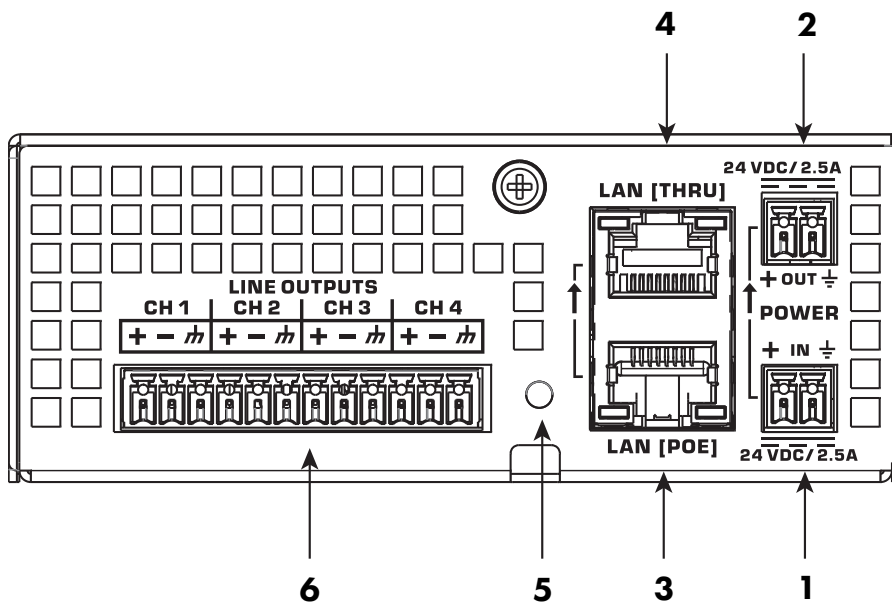 4 2
24 VDC/2.5A
LAN [THRU]
+ OUT ⏚
LINE OUTPUTS
CH 1 CH 2 CH 3 CH 4
+ - ⏚ + - ⏚ + - ⏚ + - ⏚
POWER
+ IN ⏚
LAN [POE]
24 VDC/2.5A
6 5 3 1